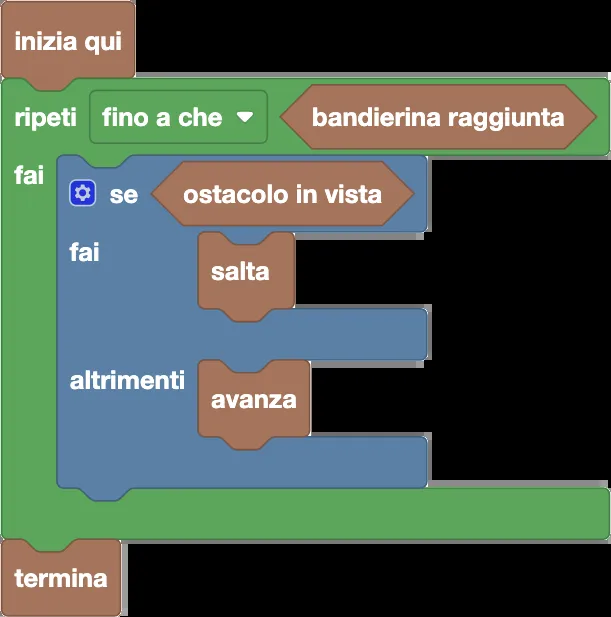 inizia qui
ripeti fino a che bandierina raggiunta
fai
se ostacolo in vista
fai
salta
altrimenti
avanza
termina